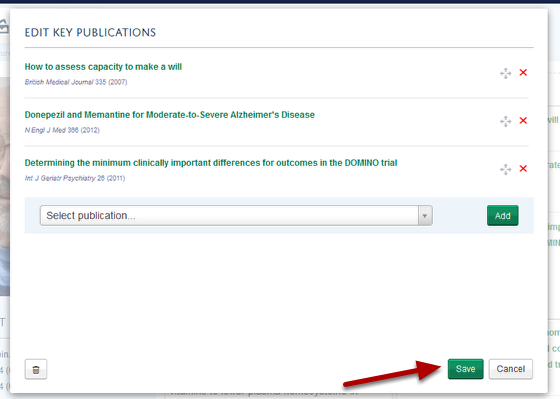 EDIT KEY PUBLICATIONS
How to assess capacity to make a will
British Medical Journal 335 (2007)
Donepezil and Memantine for Moderate-to-Severe Alzheimer's Disease
N Engl J Med 366 (2012)
Determining the minimum clinically important differences for outcomes in the DOMINO trial
Int J Geriatr Psychiatry 26 (2011)
Select publication...
Add
Save
Cancel